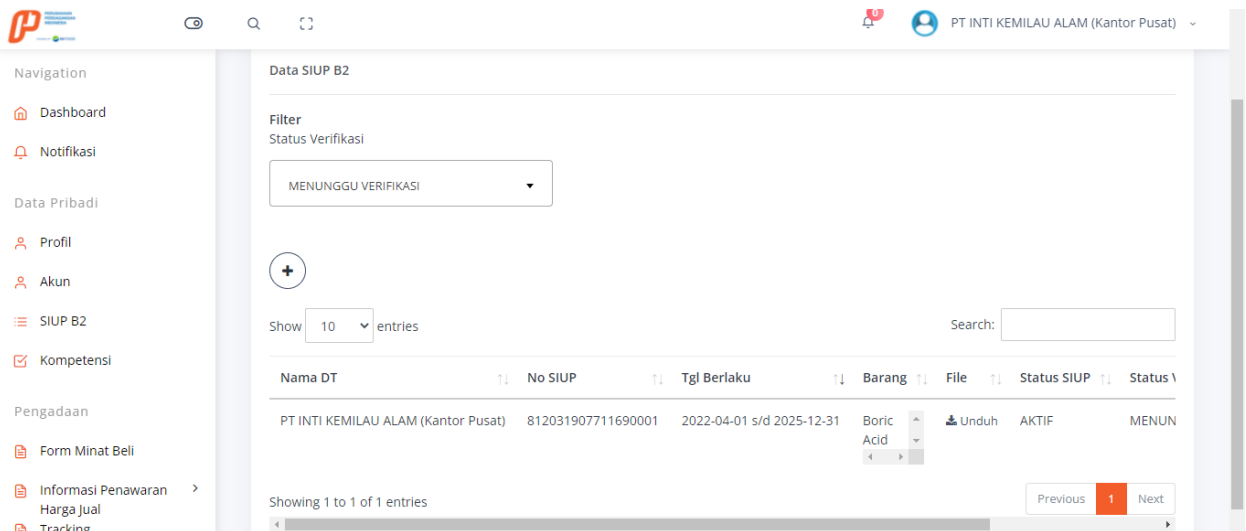 PERUSAHAAN
PERDAGANGAN
INDONESIA
0
PT INTI KEMILAU ALAM (Kantor Pusat)
Navigation
Dashboard
Notifikasi
Data Pribadi
Profil
Akun
SIUP B2
Kompetensi
Pengadaan
Form Minat Beli
Informasi Penawaran
Harga Jual
Tracking
Data SIUP B2
Filter
Status Verifikasi
MENUNGGU VERIFIKASI
+
Show 10 entries
Search:
Nama DT No SIUP Tgl Berlaku Barang File Status SIUP Status V
PT INTI KEMILAU ALAM (Kantor Pusat) 812031907711690001 2022-04-01 s/d 2025-12-31 Boric Unduh AKTIF MENUN
Acid
Showing 1 to 1 of 1 entries
Previous 1 Next